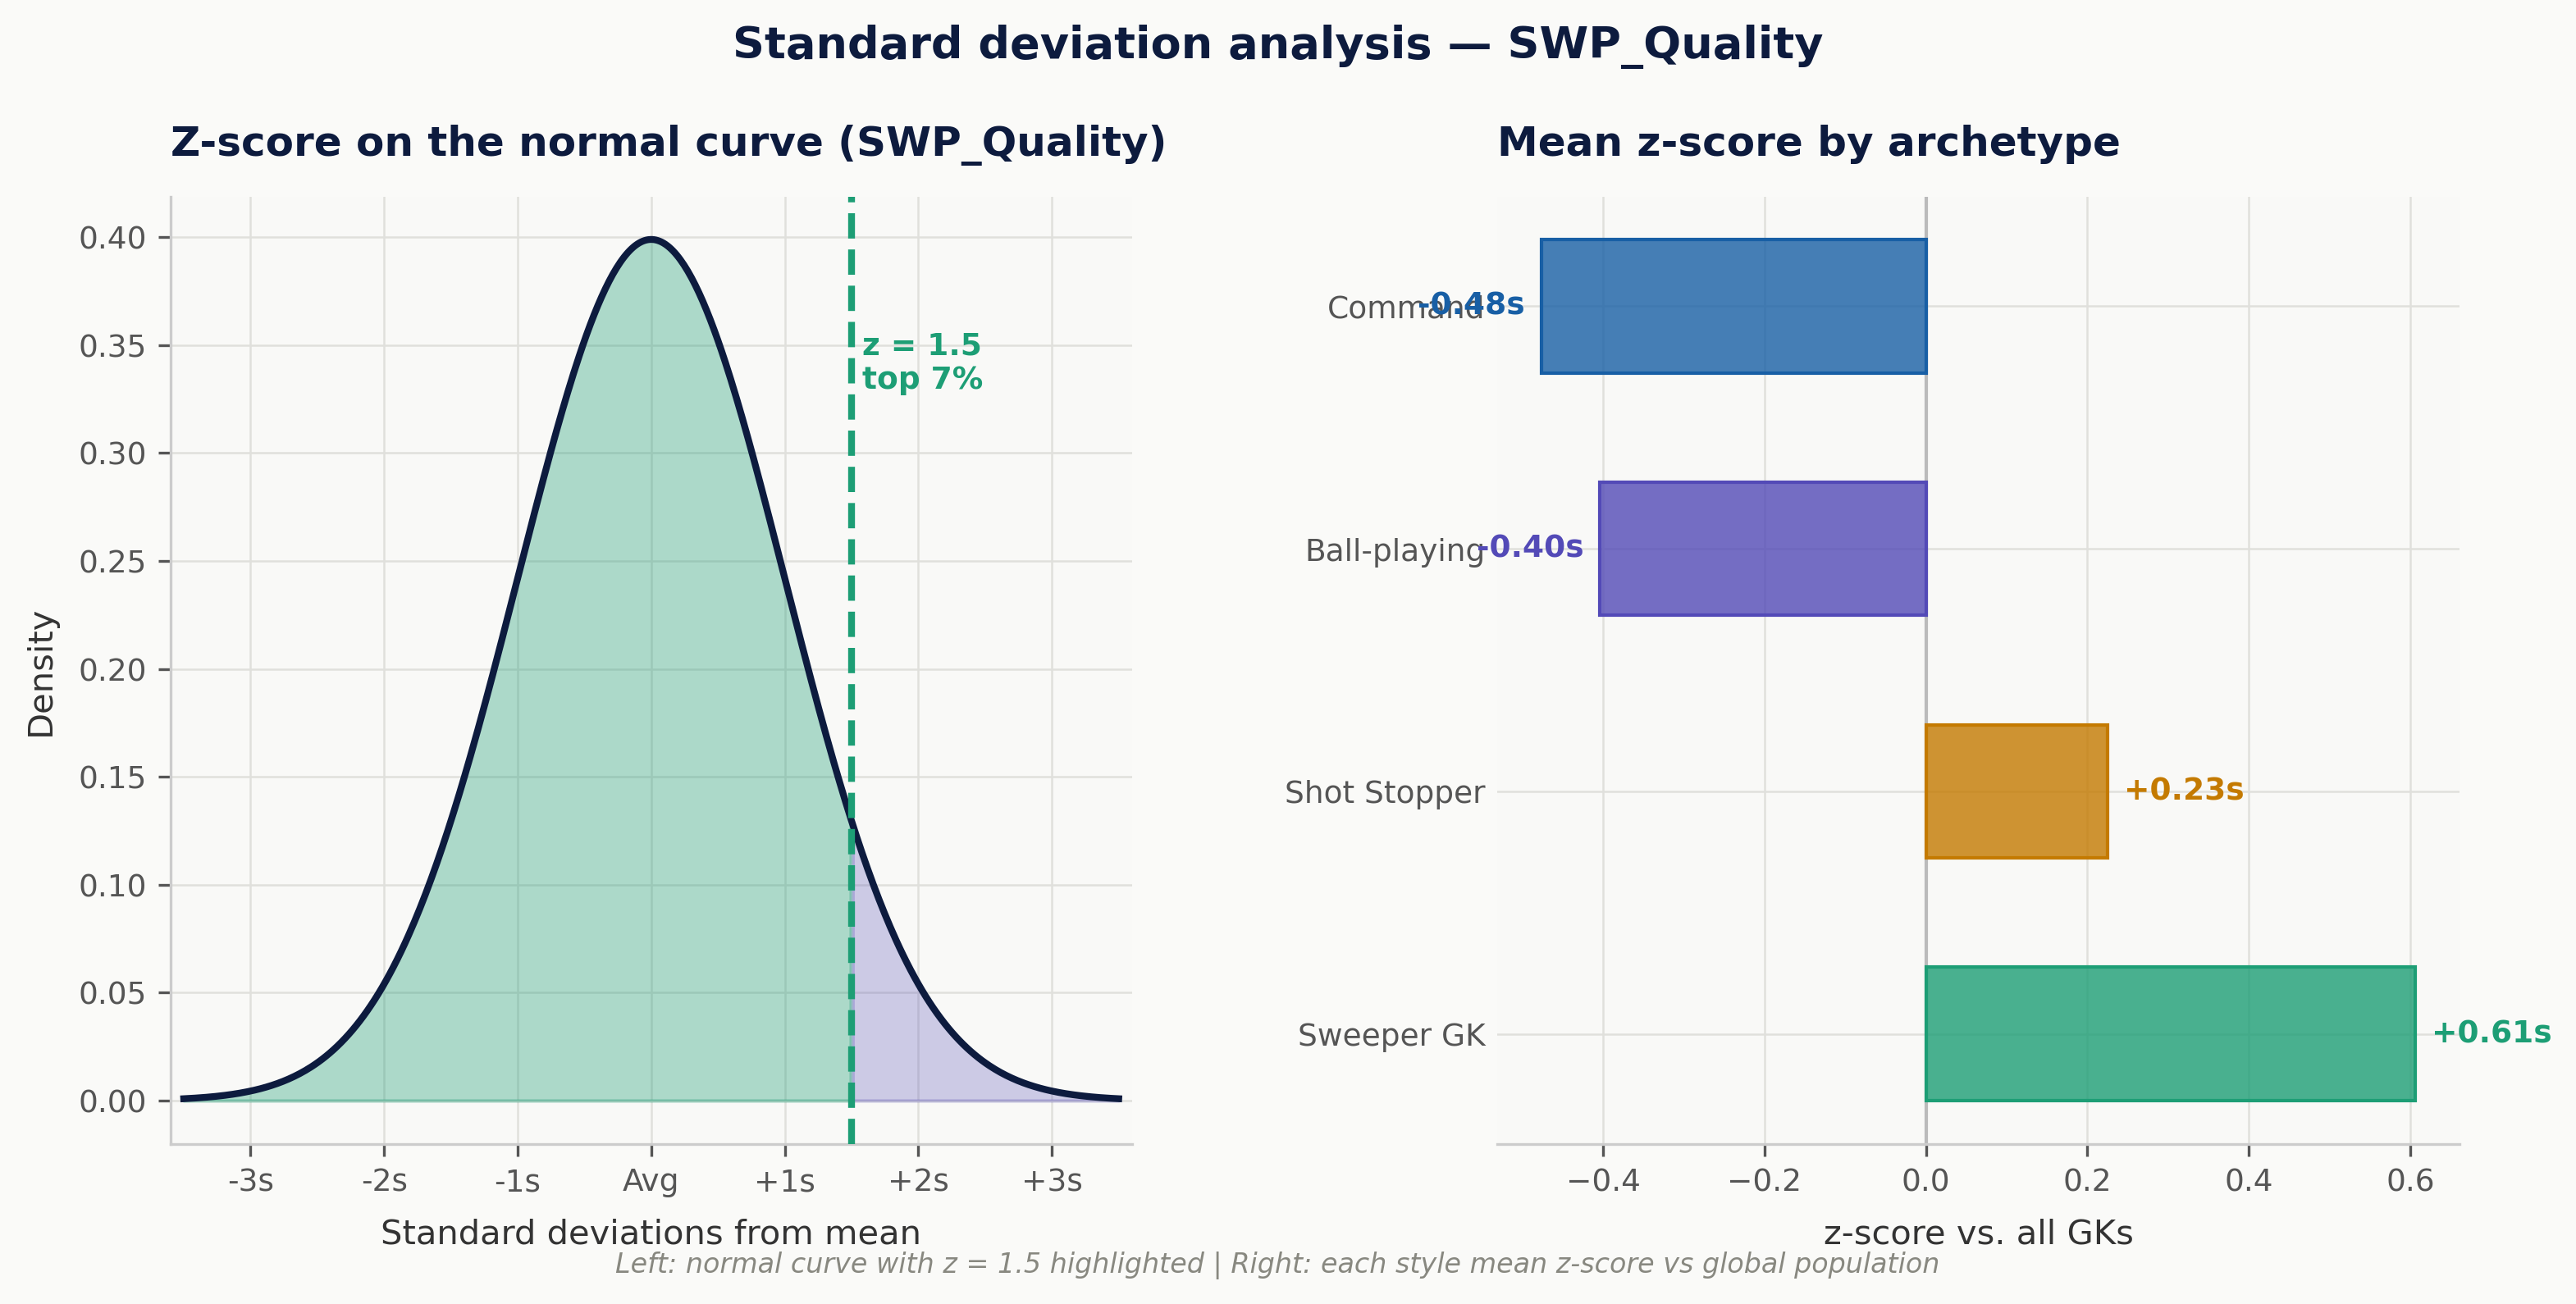 Standard deviation analysis — SWP_Quality
Z-score on the normal curve (SWP_Quality)
0.40
0.35
0.30
0.25
0.20
0.15
0.10
0.05
0.00
Density
z = 1.5
top 7%
-3s
-2s
-1s
Avg
+1s
+2s
+3s
Standard deviations from mean
Mean z-score by archetype
Command
-0.48s
Ball-playing
-0.40s
Shot Stopper
+0.23s
Sweeper GK
+0.61s
−0.4
−0.2
0.0
0.2
0.4
0.6
z-score vs. all GKs
Left: normal curve with z = 1.5 highlighted | Right: each style mean z-score vs global population